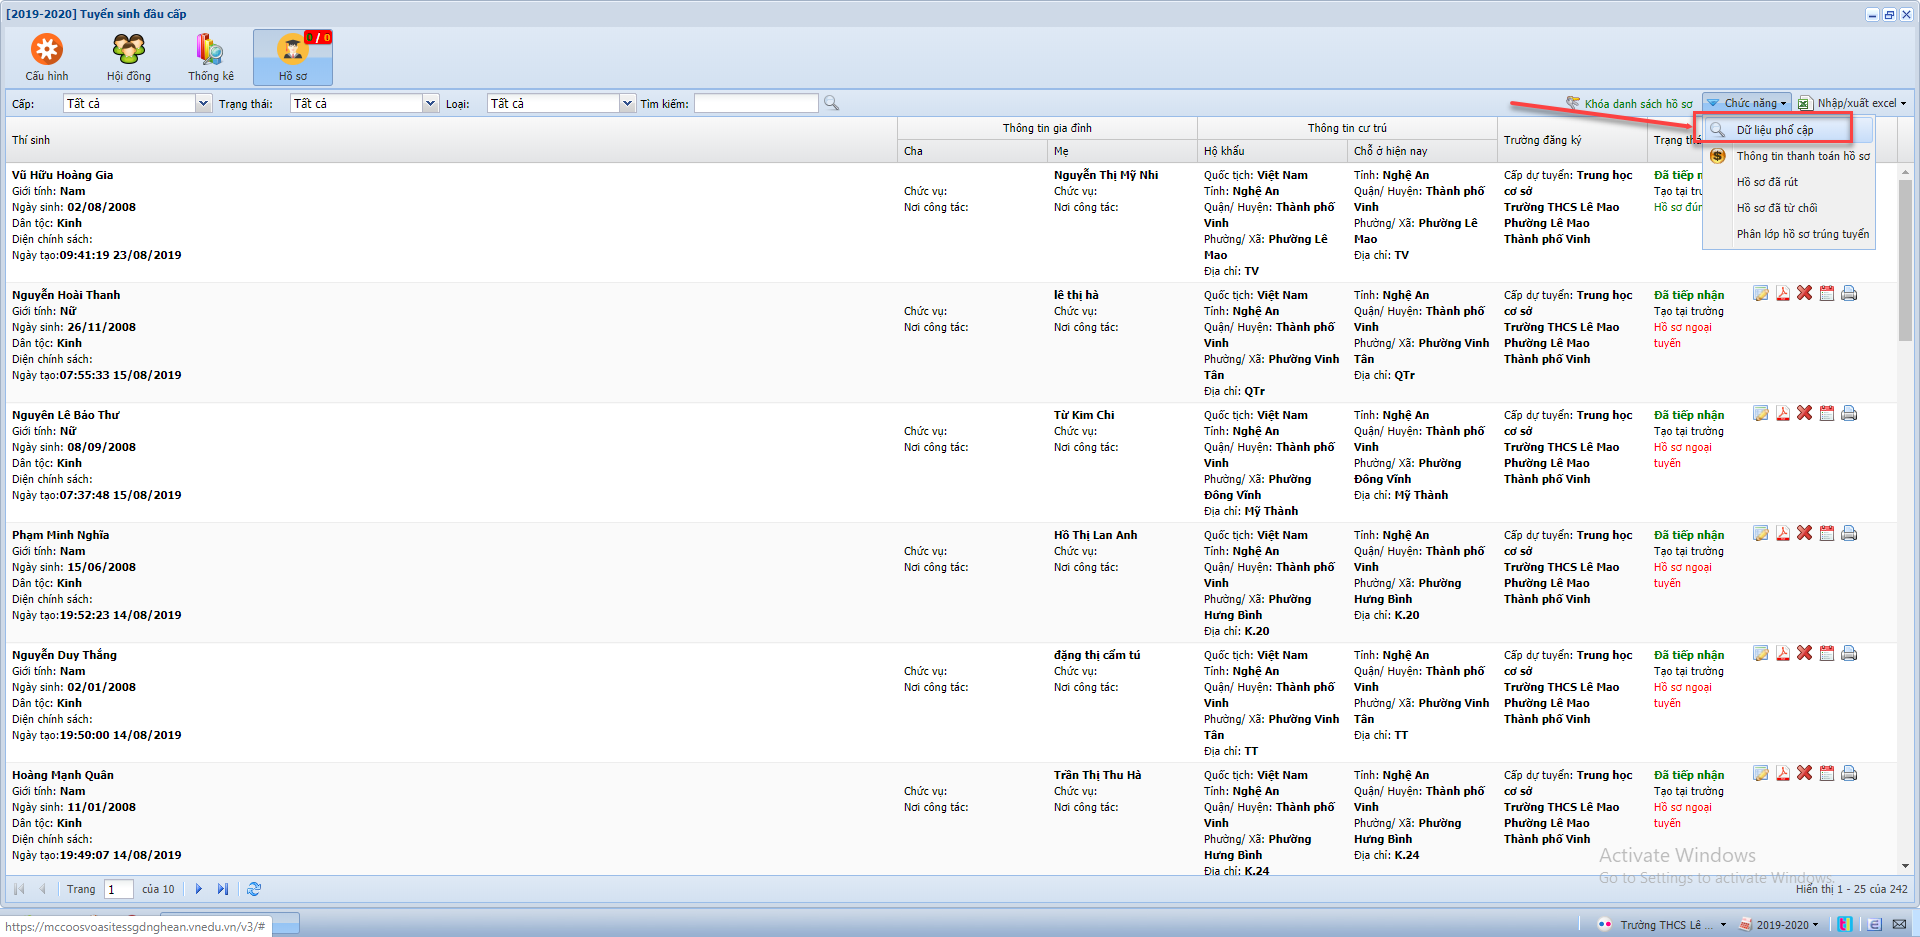 [2019-2020] Tuyển sinh đầu cấp
Cấu hình
Hội đồng
Thống kê
0 / 0
Hồ sơ
Cấp: Tất cả Trạng thái: Tất cả Loại: Tất cả Tìm kiếm: Khóa danh sách hồ sơ Chức năng Nhập/xuất excel
Dữ liệu phổ cập
Thông tin thanh toán hồ sơ
Hồ sơ đã rút
Hồ sơ đã từ chối
Phân lớp hồ sơ trúng tuyển
Thí sinh
Thông tin gia đình
Cha
Mẹ
Thông tin cư trú
Hộ khẩu
Chỗ ở hiện nay
Trường đăng ký
Trạng thá
Vũ Hữu Hoàng Gia
Giới tính: Nam
Ngày sinh: 02/08/2008
Dân tộc: Kinh
Diện chính sách:
Ngày tạo:09:41:19 23/08/2019
Chức vụ:
Nơi công tác:
Nguyễn Thị Mỹ Nhi
Chức vụ:
Nơi công tác:
Quốc tịch: Việt Nam
Tỉnh: Nghệ An
Quận/ Huyện: Thành phố
Vinh
Phường/ Xã: Phường Lê
Mao
Địa chỉ: TV
Tỉnh: Nghệ An
Quận/ Huyện: Thành phố
Vinh
Phường/ Xã: Phường Lê
Mao
Địa chỉ: TV
Cấp dự tuyển: Trung học
cơ sở
Trường THCS Lê Mao
Phường Lê Mao
Thành phố Vinh
Đã tiếp n
Tạo tại trư
Hồ sơ đún
Nguyễn Hoài Thanh
Giới tính: Nữ
Ngày sinh: 26/11/2008
Dân tộc: Kinh
Diện chính sách:
Ngày tạo:07:55:33 15/08/2019
Chức vụ:
Nơi công tác:
lê thị hà
Chức vụ:
Nơi công tác:
Quốc tịch: Việt Nam
Tỉnh: Nghệ An
Quận/ Huyện: Thành phố
Vinh
Phường/ Xã: Phường Vinh
Tân
Địa chỉ: QTr
Tỉnh: Nghệ An
Quận/ Huyện: Thành phố
Vinh
Phường/ Xã: Phường Vinh
Tân
Địa chỉ: QTr
Cấp dự tuyển: Trung học
cơ sở
Trường THCS Lê Mao
Phường Lê Mao
Thành phố Vinh
Đã tiếp nhận
Tạo tại trường
Hồ sơ ngoại
tuyến
Nguyên Lê Bảo Thư
Giới tính: Nữ
Ngày sinh: 08/09/2008
Dân tộc: Kinh
Diện chính sách:
Ngày tạo:07:37:48 15/08/2019
Chức vụ:
Nơi công tác:
Từ Kim Chi
Chức vụ:
Nơi công tác:
Quốc tịch: Việt Nam
Tỉnh: Nghệ An
Quận/ Huyện: Thành phố
Vinh
Phường/ Xã: Phường
Đông Vĩnh
Địa chỉ: Mỹ Thành
Tỉnh: Nghệ An
Quận/ Huyện: Thành phố
Vinh
Phường/ Xã: Phường
Đông Vĩnh
Địa chỉ: Mỹ Thành
Cấp dự tuyển: Trung học
cơ sở
Trường THCS Lê Mao
Phường Lê Mao
Thành phố Vinh
Đã tiếp nhận
Tạo tại trường
Hồ sơ ngoại
tuyến
Phạm Minh Nghĩa
Giới tính: Nam
Ngày sinh: 15/06/2008
Dân tộc: Kinh
Diện chính sách:
Ngày tạo:19:52:23 14/08/2019
Chức vụ:
Nơi công tác:
Hồ Thị Lan Anh
Chức vụ:
Nơi công tác:
Quốc tịch: Việt Nam
Tỉnh: Nghệ An
Quận/ Huyện: Thành phố
Vinh
Phường/ Xã: Phường
Hưng Bình
Địa chỉ: K.20
Tỉnh: Nghệ An
Quận/ Huyện: Thành phố
Vinh
Phường/ Xã: Phường
Hưng Bình
Địa chỉ: K.20
Cấp dự tuyển: Trung học
cơ sở
Trường THCS Lê Mao
Phường Lê Mao
Thành phố Vinh
Đã tiếp nhận
Tạo tại trường
Hồ sơ ngoại
tuyến
Nguyễn Duy Thắng
Giới tính: Nam
Ngày sinh: 02/01/2008
Dân tộc: Kinh
Diện chính sách:
Ngày tạo:19:50:00 14/08/2019
Chức vụ:
Nơi công tác:
đặng thị cẩm tú
Chức vụ:
Nơi công tác:
Quốc tịch: Việt Nam
Tỉnh: Nghệ An
Quận/ Huyện: Thành phố
Vinh
Phường/ Xã: Phường Vinh
Tân
Địa chỉ: TT
Tỉnh: Nghệ An
Quận/ Huyện: Thành phố
Vinh
Phường/ Xã: Phường Vinh
Tân
Địa chỉ: TT
Cấp dự tuyển: Trung học
cơ sở
Trường THCS Lê Mao
Phường Lê Mao
Thành phố Vinh
Đã tiếp nhận
Tạo tại trường
Hồ sơ ngoại
tuyến
Hoàng Mạnh Quân
Giới tính: Nam
Ngày sinh: 11/01/2008
Dân tộc: Kinh
Diện chính sách:
Ngày tạo:19:49:07 14/08/2019
Chức vụ:
Nơi công tác:
Trần Thị Thu Hà
Chức vụ:
Nơi công tác:
Quốc tịch: Việt Nam
Tỉnh: Nghệ An
Quận/ Huyện: Thành phố
Vinh
Phường/ Xã: Phường
Hưng Bình
Địa chỉ: K.24
Tỉnh: Nghệ An
Quận/ Huyện: Thành phố
Vinh
Phường/ Xã: Phường
Hưng Bình
Địa chỉ: K.24
Cấp dự tuyển: Trung học
cơ sở
Trường THCS Lê Mao
Phường Lê Mao
Thành phố Vinh
Đã tiếp nhận
Tạo tại trường
Hồ sơ ngoại
tuyến
Activate Windows
Go to Settings to activate Windows.
Trang 1 của 10
Hiển thị 1 - 25 của 242
https://mccoosvoasitessgdnghean.vnedu.vn/v3/#
Trường THCS Lê ... 2019-2020